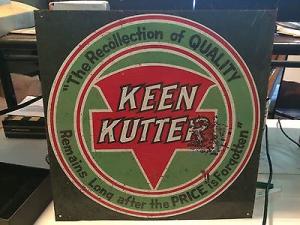 "The Recollection of QUALITY
KEEN
KUTTER
Remains Long after the PRICE is Forgotten"